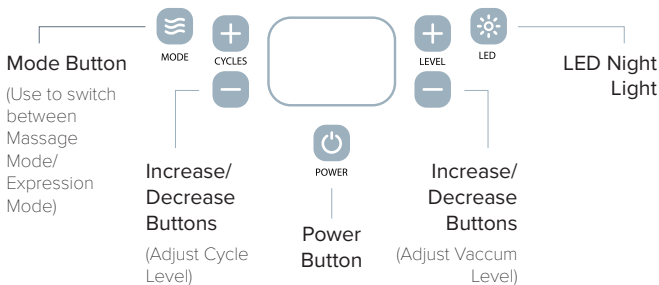 MODE
CYCLES
LEVEL
LED
Mode Button
(Use to switch
between
Massage
Mode/
Expression
Mode)
LED Night
Light
POWER
Increase/
Decrease
Buttons
(Adjust Cycle
Level)
Power
Button
Increase/
Decrease
Buttons
(Adjust Vaccum
Level)